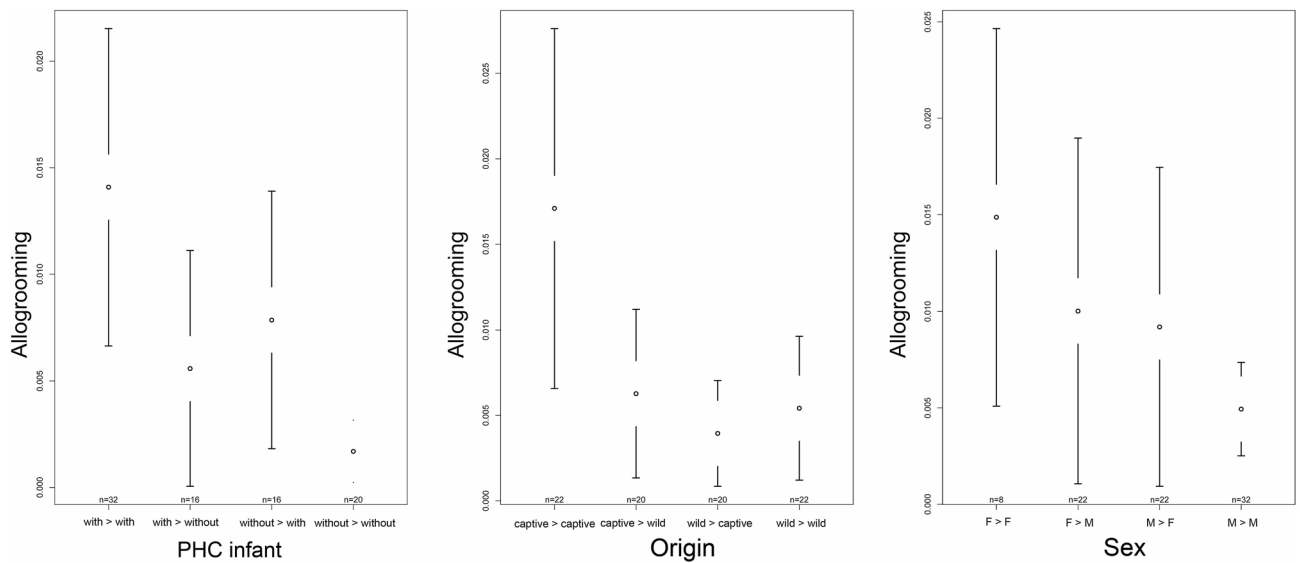 Allogrooming
0.020
0.015
0.010
0.005
0.000
n=32
n=16
n=16
n=20
with > with
with > without
without > with
without > without
PHC infant
Allogrooming
0.025
0.020
0.015
0.010
0.005
0.000
n=22
n=20
n=20
n=22
captive > captive
captive > wild
wild > captive
wild > wild
Origin
Allogrooming
0.025
0.020
0.015
0.010
0.005
0.000
n=8
n=22
n=22
n=32
F > F
F > M
M > F
M > M
Sex